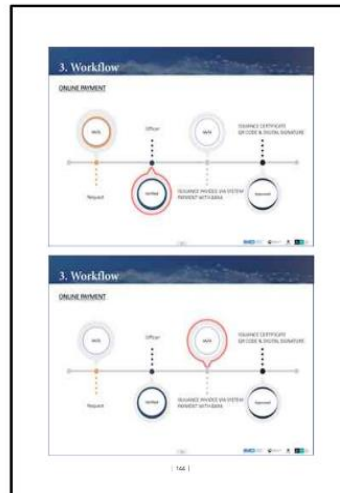 3. Workflow
ONLINE PAYMENT
Officer
ISSUANCE CERTIFICATE
QR CODE & DIGITAL SIGNATURE
Verified
Approved
Request
ISSUANCE INVOICE VIA SYSTEM
PAYMENT WITH BANK
3. Workflow
ONLINE PAYMENT
Officer
ISSUANCE CERTIFICATE
QR CODE & DIGITAL SIGNATURE
Verified
Approved
Request
ISSUANCE INVOICE VIA SYSTEM
PAYMENT WITH BANK
| 144 |